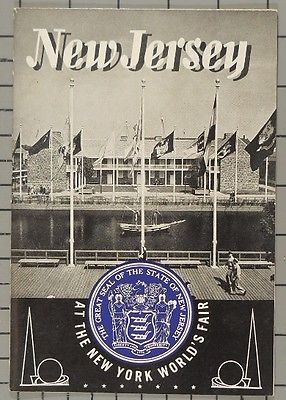 New Jersey
THE GREAT SEAL OF THE STATE OF NEW JERSEY
AT THE NEW YORK WORLD'S FAIR